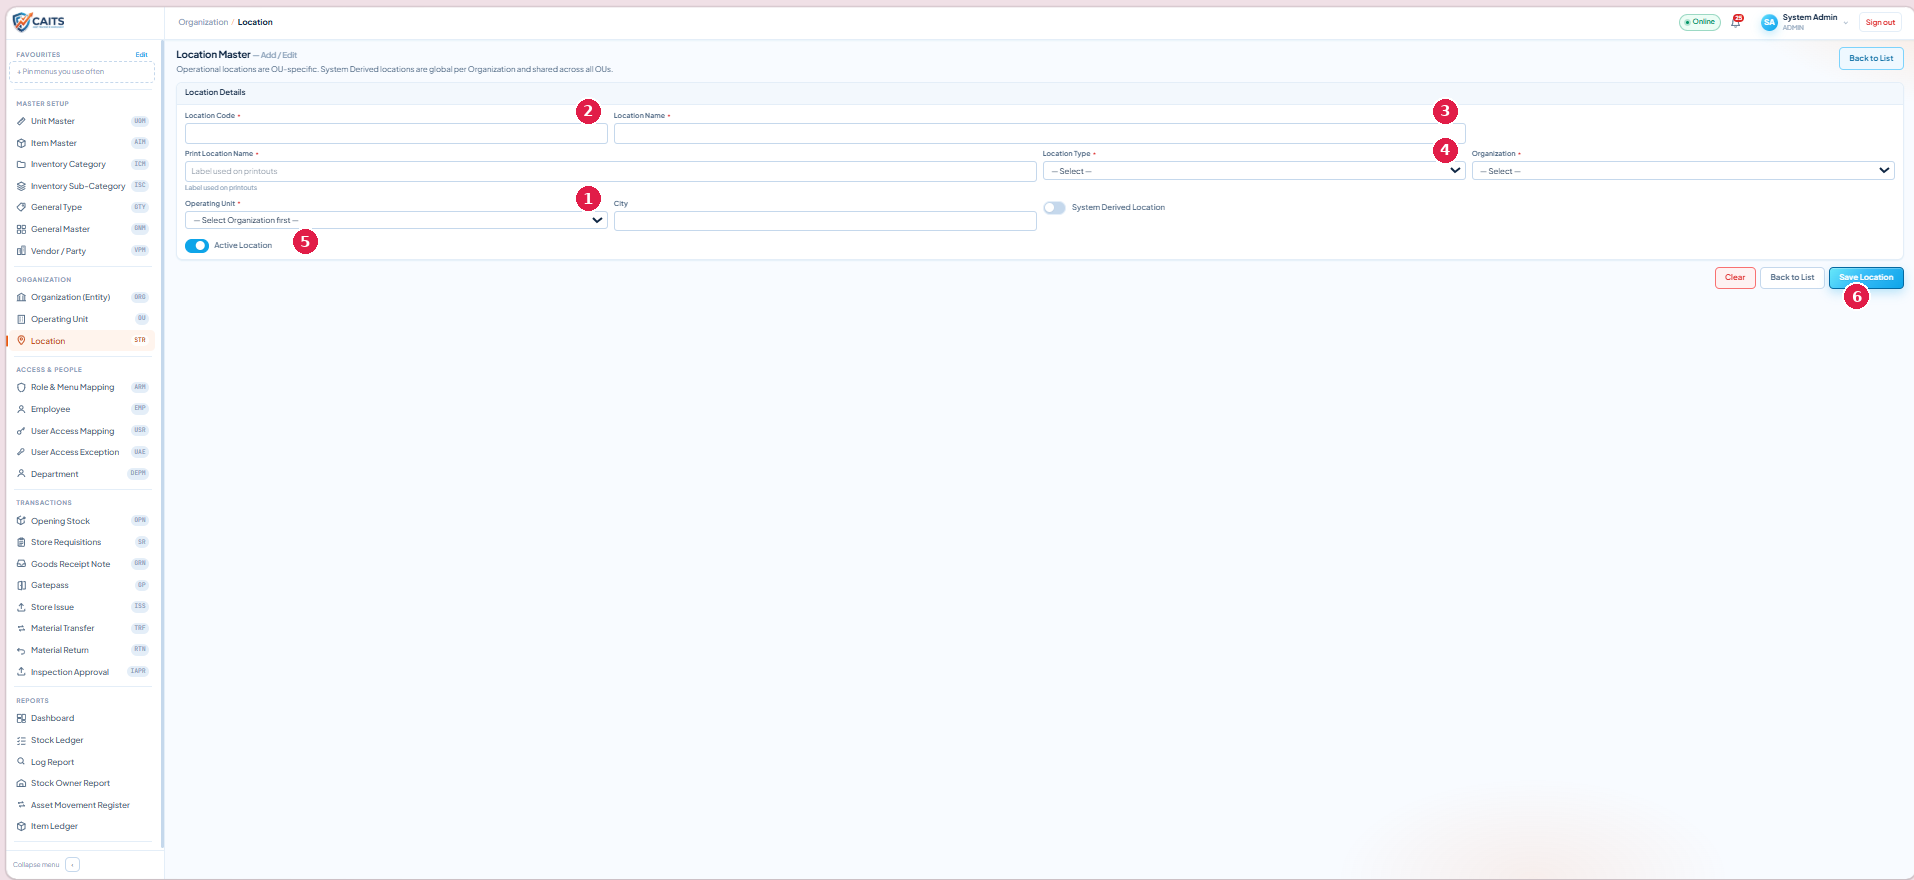 CAITS
Organization / Location
Online
25
SA
System Admin
ADMIN
Sign out
FAVOURITES
Edit
+ Pin menus you use often
MASTER SETUP
Unit Master UOM
Item Master AIM
Inventory Category ICM
Inventory Sub-Category ISC
General Type GTY
General Master GNM
Vendor / Party VPM
ORGANIZATION
Organization (Entity) ORG
Operating Unit OU
Location STR
ACCESS & PEOPLE
Role & Menu Mapping ARM
Employee EMP
User Access Mapping USR
User Access Exception UAE
Department DEPM
TRANSACTIONS
Opening Stock OPN
Store Requisitions SR
Goods Receipt Note GRN
Gatepass GP
Store Issue ISS
Material Transfer TRF
Material Return RTN
Inspection Approval IAPR
REPORTS
Dashboard
Stock Ledger
Log Report
Stock Owner Report
Asset Movement Register
Item Ledger
Collapse menu
Location Master — Add / Edit
Operational locations are OU-specific. System Derived locations are global per Organization and shared across all OUs.
Back to List
Location Details
Location Code •
2
Location Name •
3
Print Location Name •
Label used on printouts
Label used on printouts
Location Type •
4
— Select —
Organization •
— Select —
Operating Unit •
1
— Select Organization first —
City
System Derived Location
Active Location
5
Clear
Back to List
Save Location
6